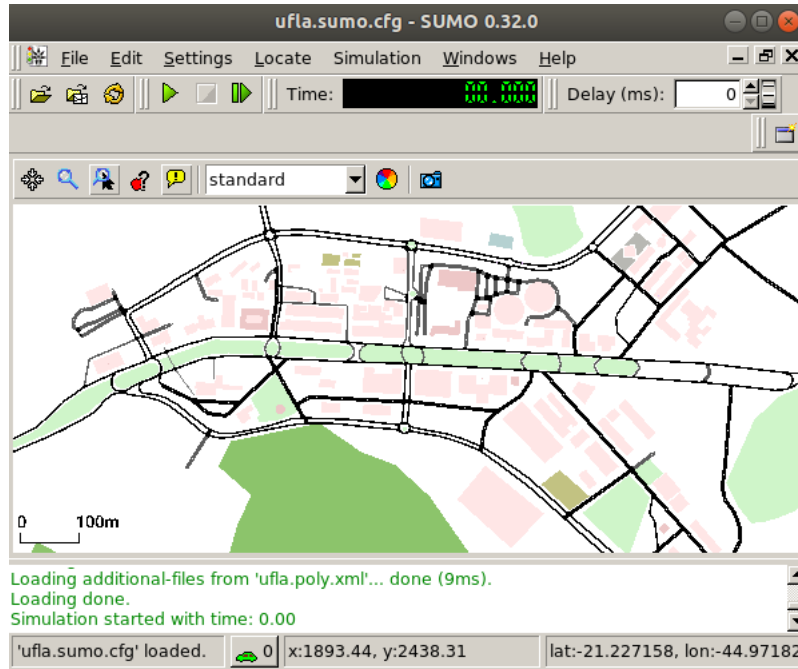 ufla.sumo.cfg - SUMO 0.32.0
File Edit Settings Locate Simulation Windows Help
Time: 00.000 Delay (ms): 0
standard
0 100m
Loading additional-files from 'ufla.poly.xml'... done (9ms).
Loading done.
Simulation started with time: 0.00
'ufla.sumo.cfg' loaded. 0 x:1893.44, y:2438.31 lat:-21.227158, lon:-44.97182